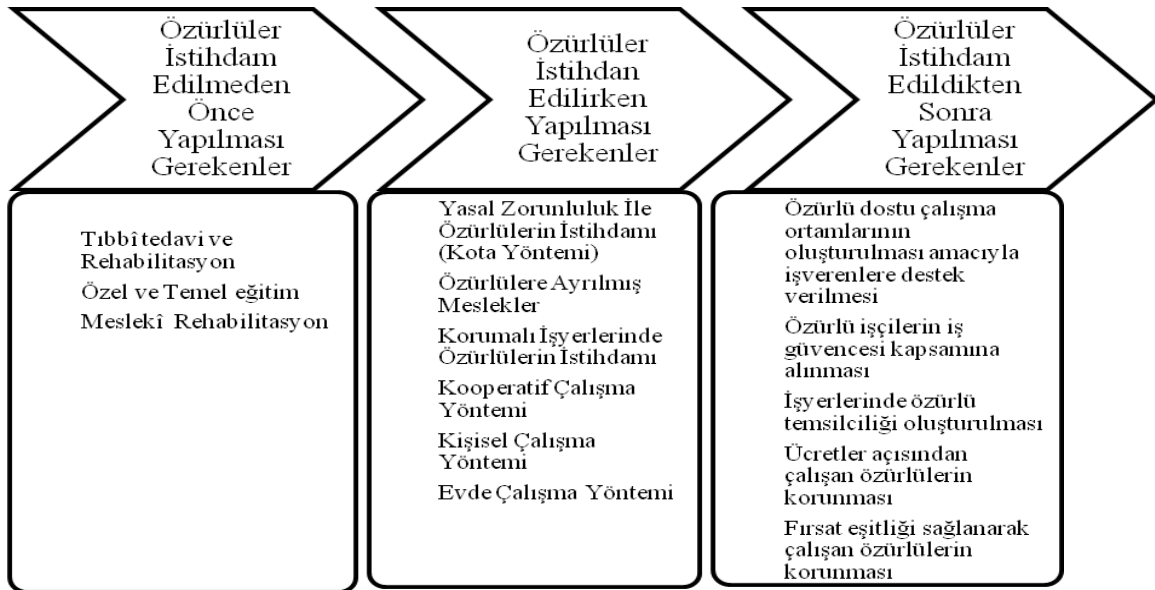 Özürlüler
İstihdam
Edilmeden
Önce
Yapılması
Gerekenler
Tıbbî tedavi ve
Rehabilitasyon
Özel ve Temel eğitim
Meslekî Rehabilitasyon
Özürlüler
İstihdan
Edilirken
Yapılması
Gerekenler
Yasal Zorunluluk İle
Özürlülerin İstihdamı
(Kota Yöntemi)
Özürlülere Ayrılmış
Meslekler
Korumalı İşyerlerinde
Özürlülerin İstihdamı
Kooperatif Çalışma
Yöntemi
Kişisel Çalışma
Yöntemi
Evde Çalışma Yöntemi
Özürlüler
İstihdam
Edildikten
Sonra
Yapılması
Gerekenler
Özürlü dostu çalışma
ortamlarının
oluşturulması amacıyla
işverenlere destek
verilmesi
Özürlü işçilerin iş
güvencesi kapsamına
alınması
İşyerlerinde özürlü
temsilciliği oluşturulması
Ücretler açısından
çalışan özürlülerin
korunması
Fırsat eşitliği sağlanarak
çalışan özürlülerin
korunması